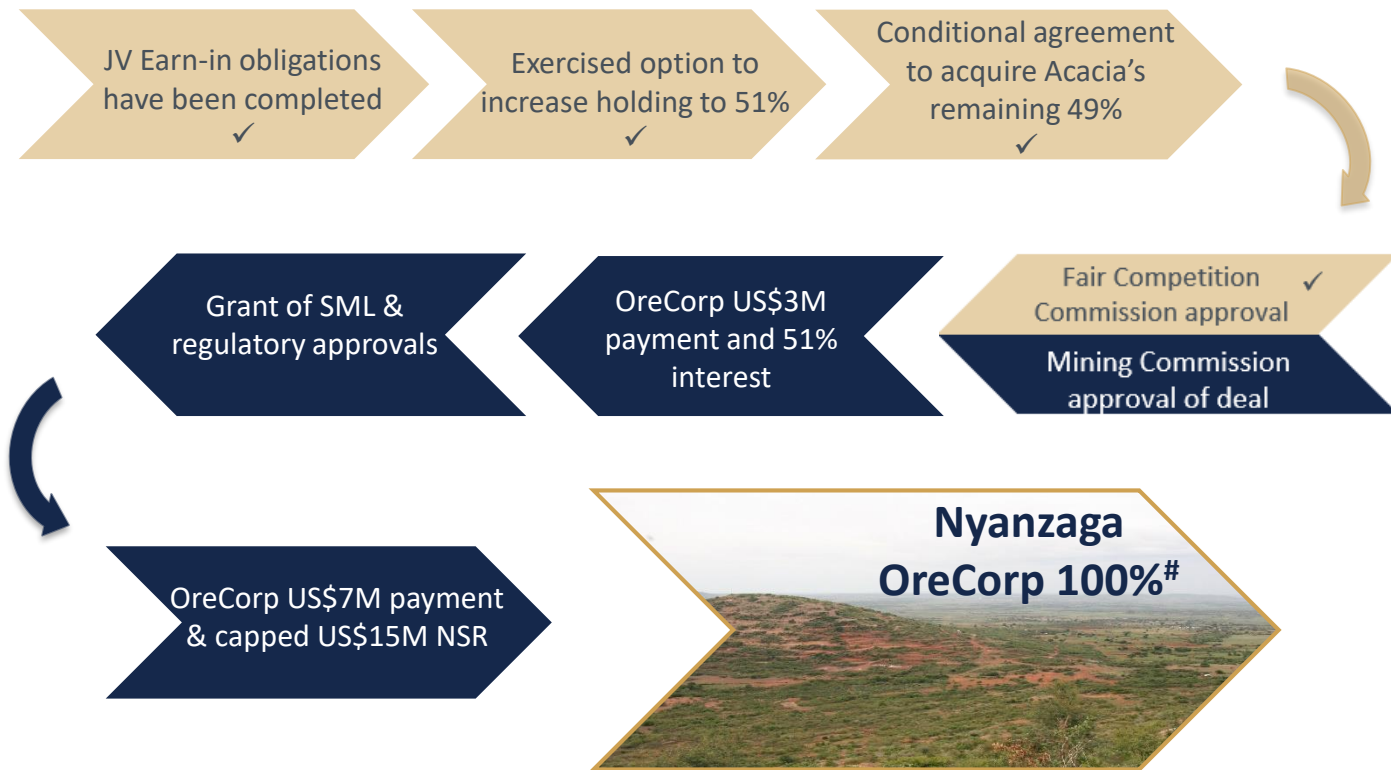 JV Earn-in obligations
have been completed
✓
Exercised option to
increase holding to 51%
✓
Conditional agreement
to acquire Acacia’s
remaining 49%
✓
Fair Competition ✓
Commission approval
Mining Commission
approval of deal
OreCorp US$3M
payment and 51%
interest
Grant of SML &
regulatory approvals
OreCorp US$7M payment
& capped US$15M NSR
Nyanzaga
OreCorp 100%#